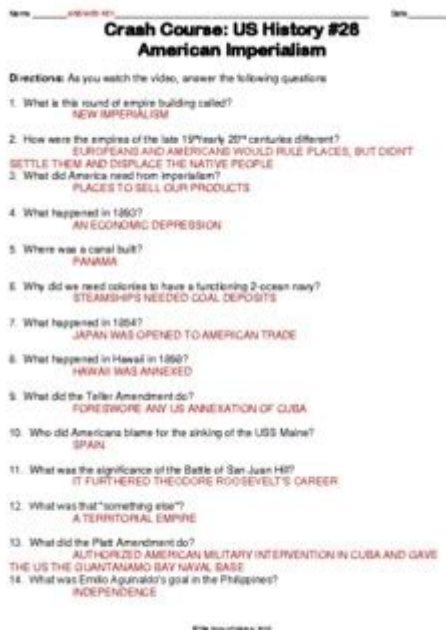 Name ANSWER KEY Date
Crash Course: US History #28
American Imperialism
Directions: As you watch the video, answer the following questions
1. What is this round of empire building called?
NEW IMPERIALISM
2. How were the empires of the late 19th/early 20th centuries different?
EUROPEANS AND AMERICANS WOULD RULE PLACES, BUT DIDN'T
SETTLE THEM AND DISPLACE THE NATIVE PEOPLE
3. What did America need from imperialism?
PLACES TO SELL OUR PRODUCTS
4. What happened in 1893?
AN ECONOMIC DEPRESSION
5. Where was a canal built?
PANAMA
6. Why did we need colonies to have a functioning 2-ocean navy?
STEAMSHIPS NEEDED COAL DEPOSITS
7. What happened in 1854?
JAPAN WAS OPENED TO AMERICAN TRADE
8. What happened in Hawaii in 1898?
HAWAII WAS ANNEXED
9. What did the Teller Amendment do?
FORESWORE ANY US ANNEXATION OF CUBA
10. Who did Americans blame for the sinking of the USS Maine?
SPAIN
11. What was the significance of the Battle of San Juan Hill?
IT FURTHERED THEODORE ROOSEVELT'S CAREER
12. What was that "something else"?
A TERRITORIAL EMPIRE
13. What did the Platt Amendment do?
AUTHORIZED AMERICAN MILITARY INTERVENTION IN CUBA AND GAVE
THE US THE GUANTANAMO BAY NAVAL BASE
14. What was Emilio Aguinaldo's goal in the Philippines?
INDEPENDENCE